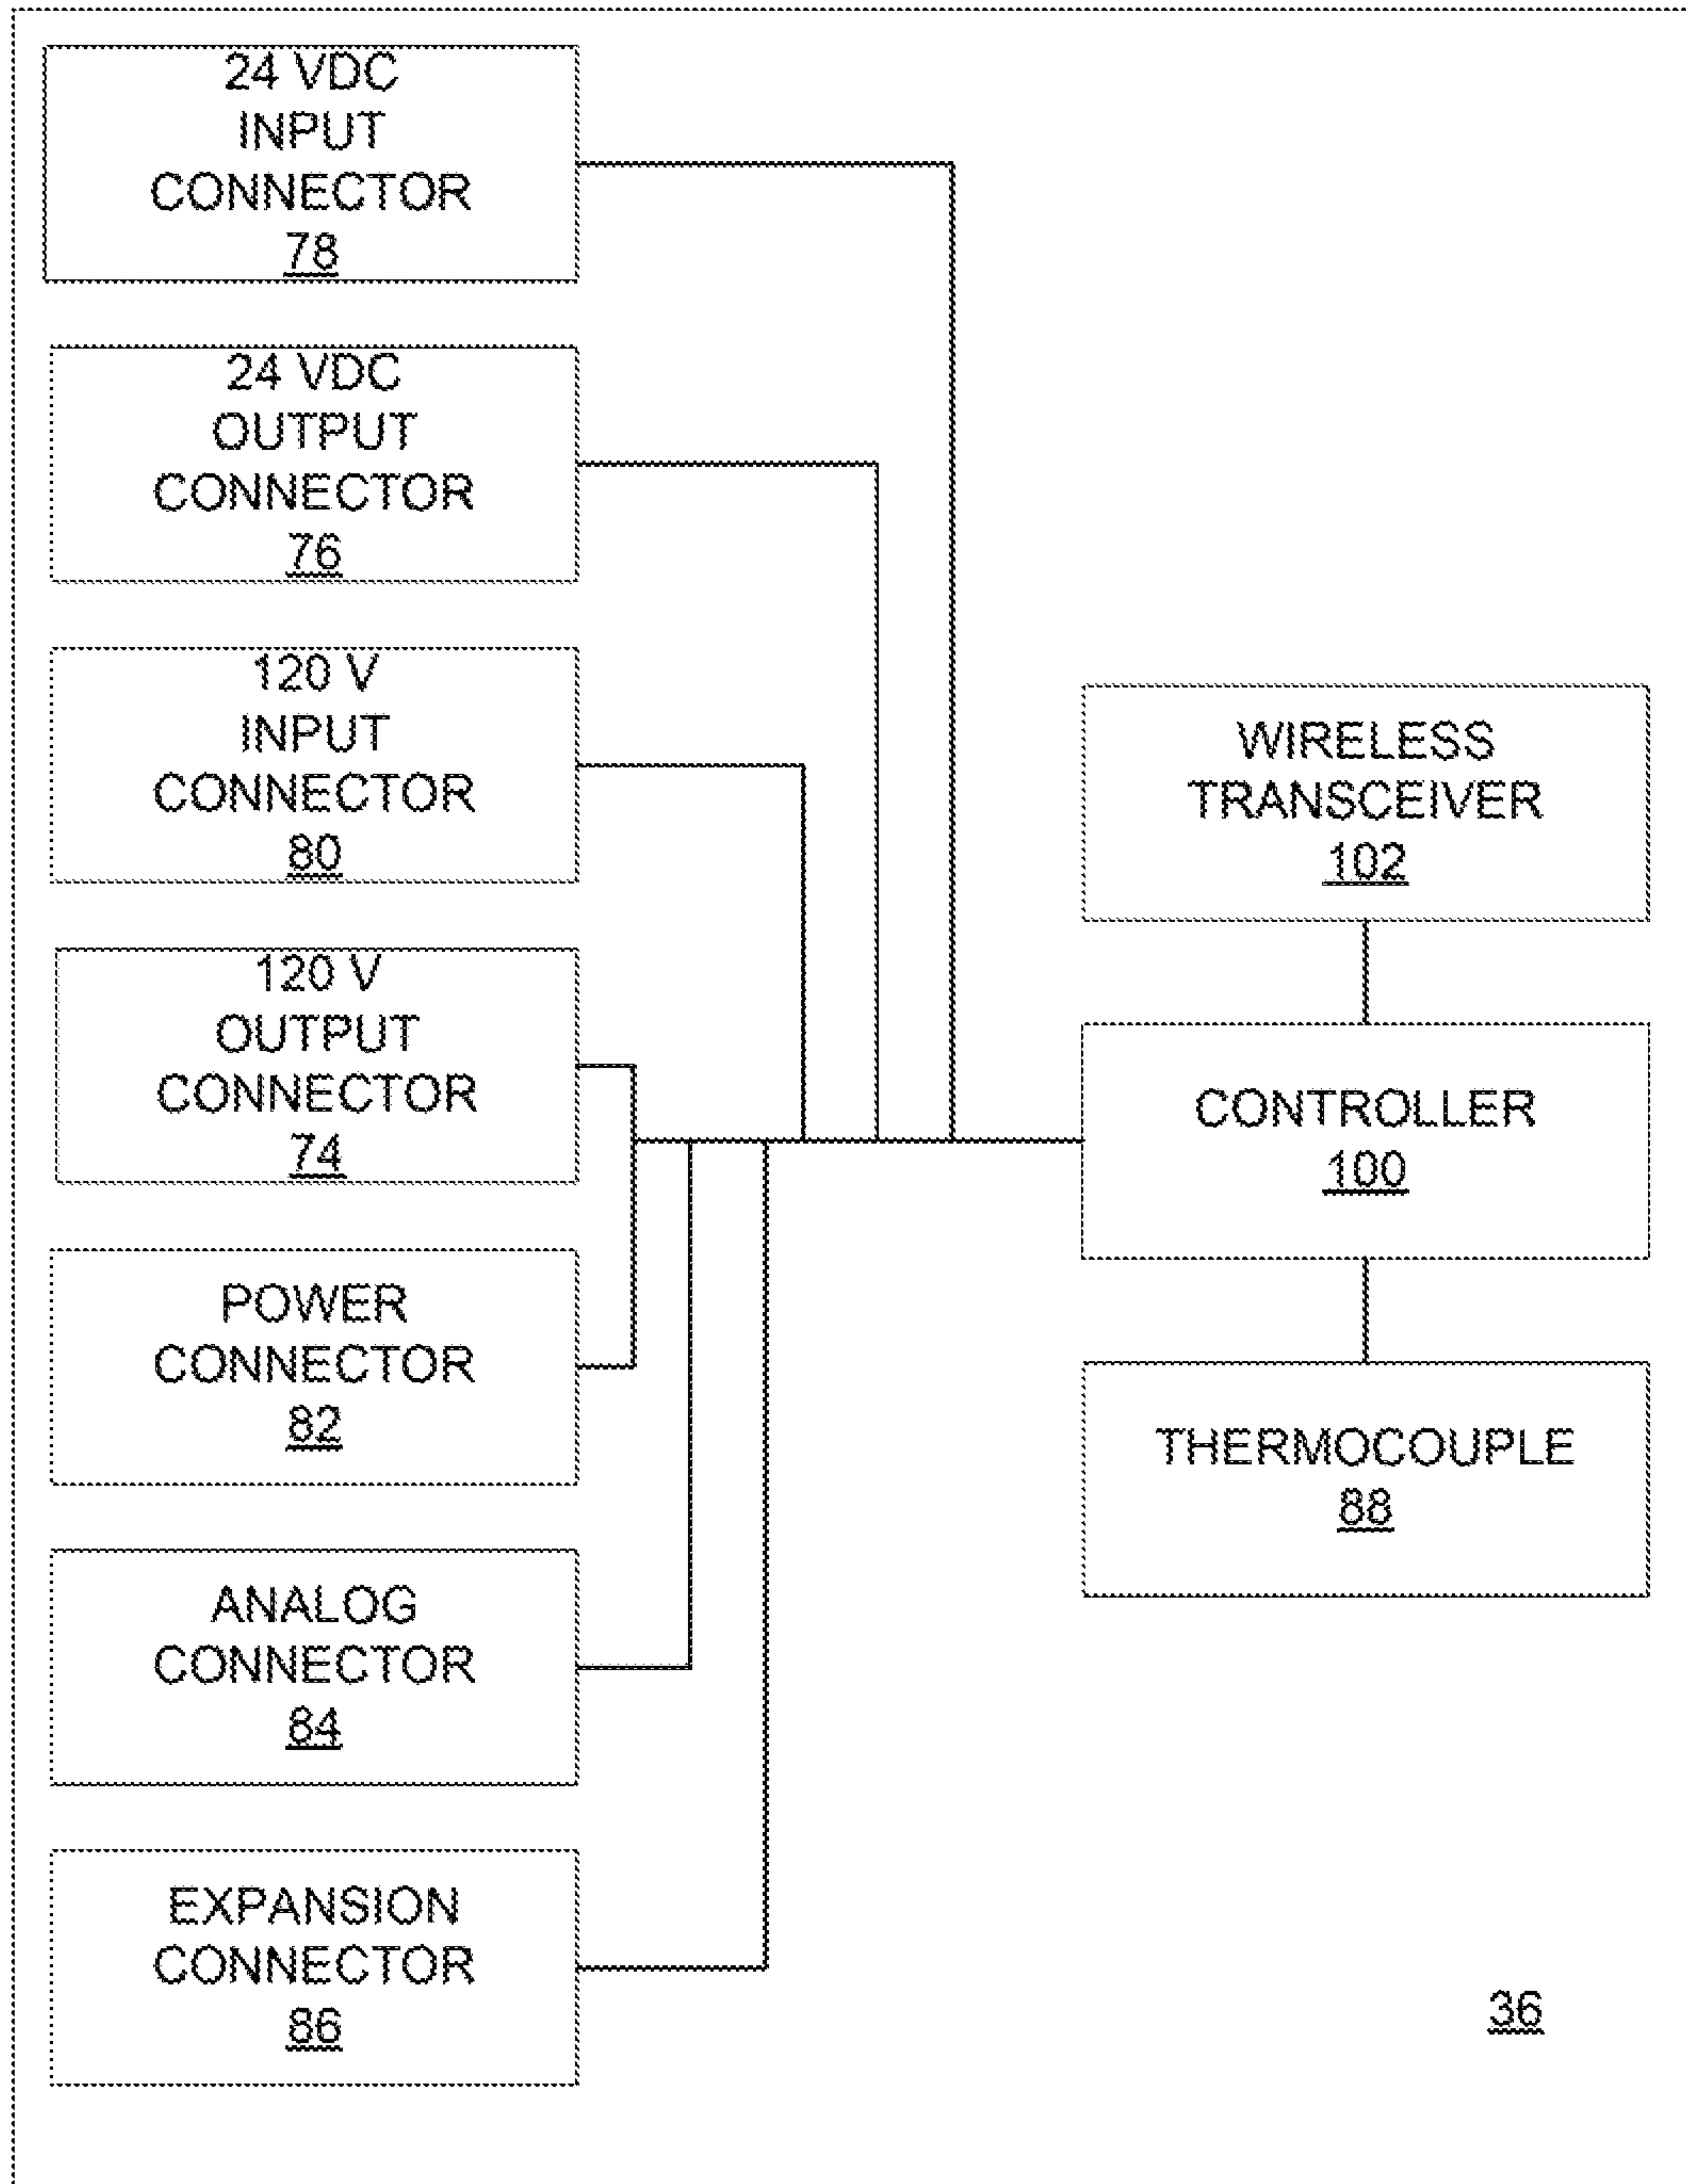 24 VDC
INPUT
CONNECTOR
78
24 VDC
OUTPUT
CONNECTOR
76
120 V
INPUT
CONNECTOR
80
120 V
OUTPUT
CONNECTOR
74
POWER
CONNECTOR
82
ANALOG
CONNECTOR
84
EXPANSION
CONNECTOR
86
WIRELESS
TRANSCEIVER
102
CONTROLLER
100
THERMOCOUPLE
88
36